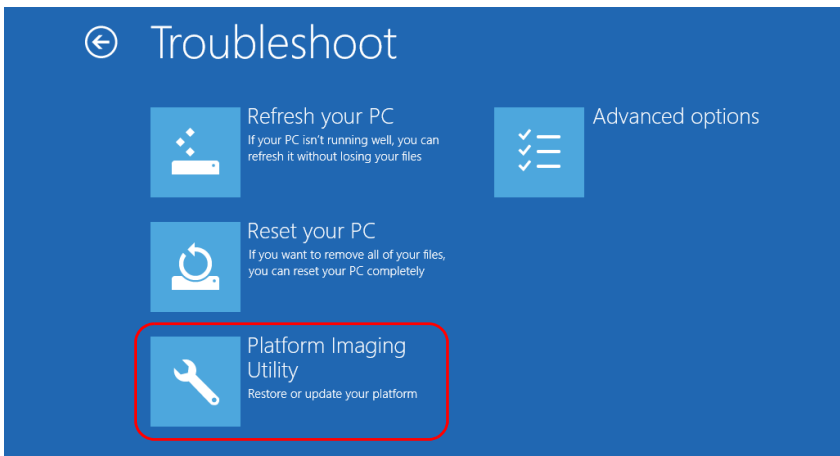 Troubleshoot
Refresh your PC
If your PC isn't running well, you can
refresh it without losing your files
Advanced options
Reset your PC
If you want to remove all of your files,
you can reset your PC completely
Platform Imaging
Utility
Restore or update your platform